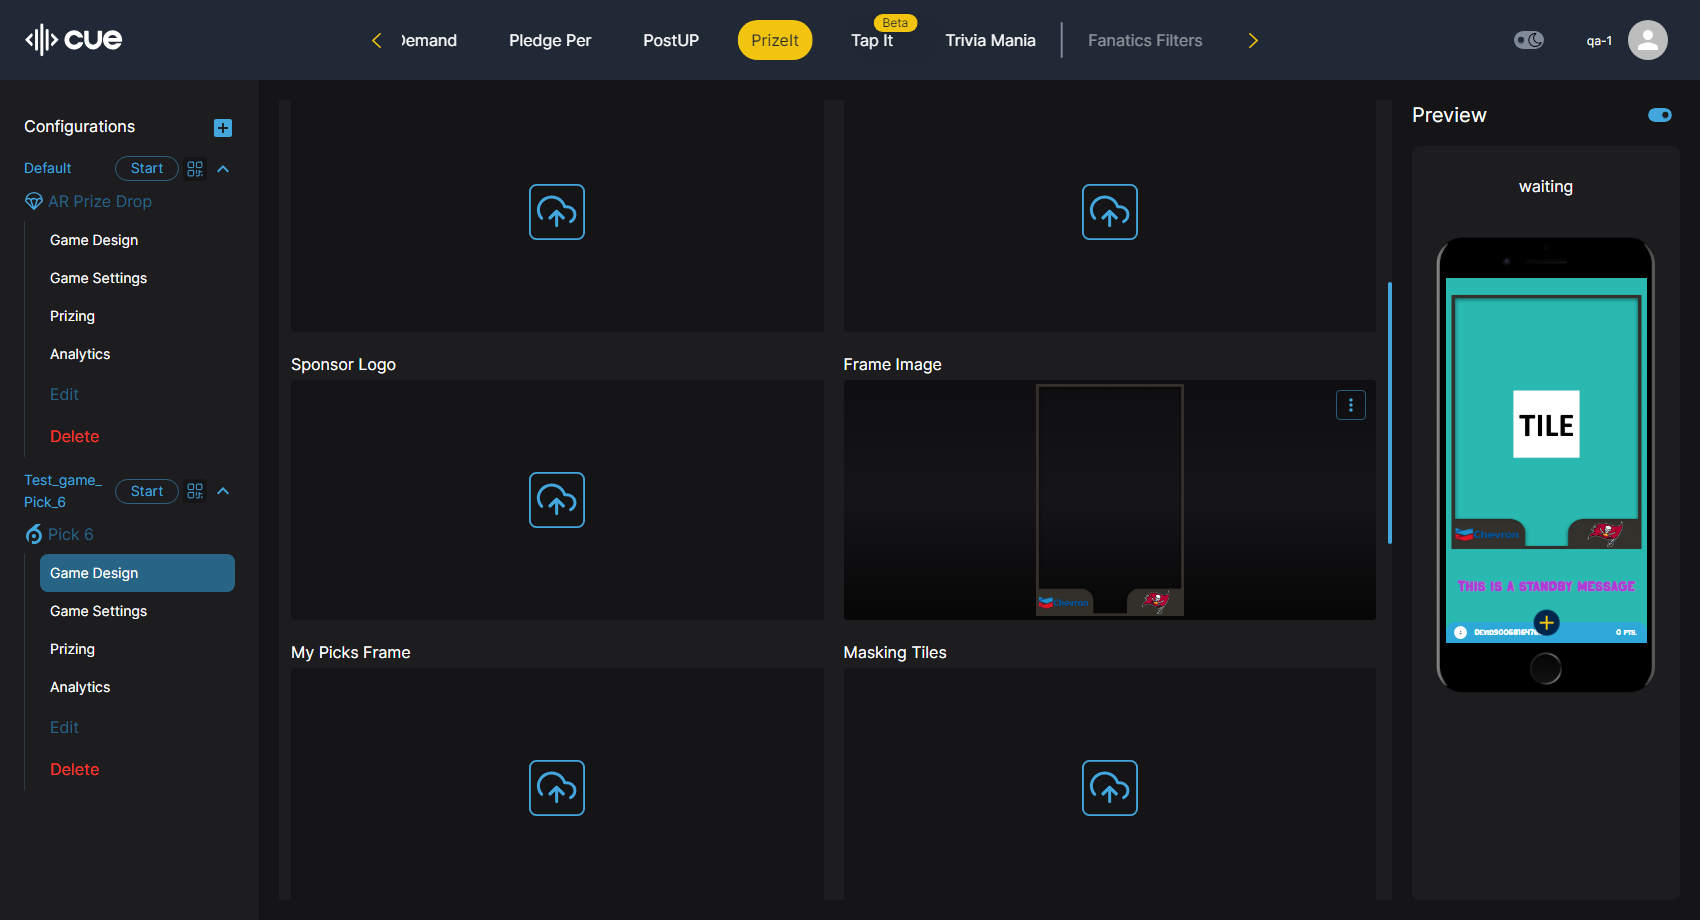 cue
Demand
Pledge Per
PostUP
PrizeIt
Beta
Tap It
Trivia Mania
Fanatics Filters
qa-1
Configurations
Default
Start
AR Prize Drop
Game Design
Game Settings
Prizing
Analytics
Edit
Delete
Test_game_
Pick_6
Start
Pick 6
Game Design
Game Settings
Prizing
Analytics
Edit
Delete
Sponsor Logo
Frame Image
Chevron
My Picks Frame
Masking Tiles
Preview
waiting
TILE
Chevron
THIS IS A STANDBY MESSAGE
0 PTS.